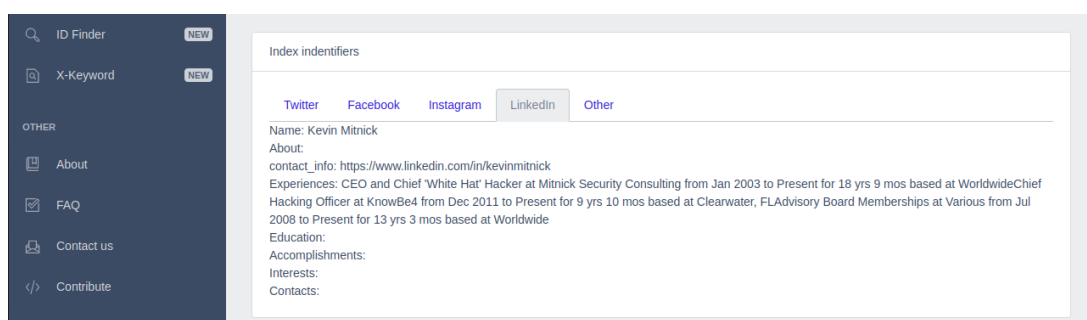 ID Finder NEW
X-Keyword NEW
OTHER
About
FAQ
Contact us
Contribute
Index indentifiers
Twitter Facebook Instagram LinkedIn Other
Name: Kevin Mitnick
About:
contact_info: https://www.linkedin.com/in/kevinmitnick
Experiences: CEO and Chief 'White Hat' Hacker at Mitnick Security Consulting from Jan 2003 to Present for 18 yrs 9 mos based at WorldwideChief
Hacking Officer at KnowBe4 from Dec 2011 to Present for 9 yrs 10 mos based at Clearwater, FLAdvisory Board Memberships at Various from Jul
2008 to Present for 13 yrs 3 mos based at Worldwide
Education:
Accomplishments:
Interests:
Contacts: